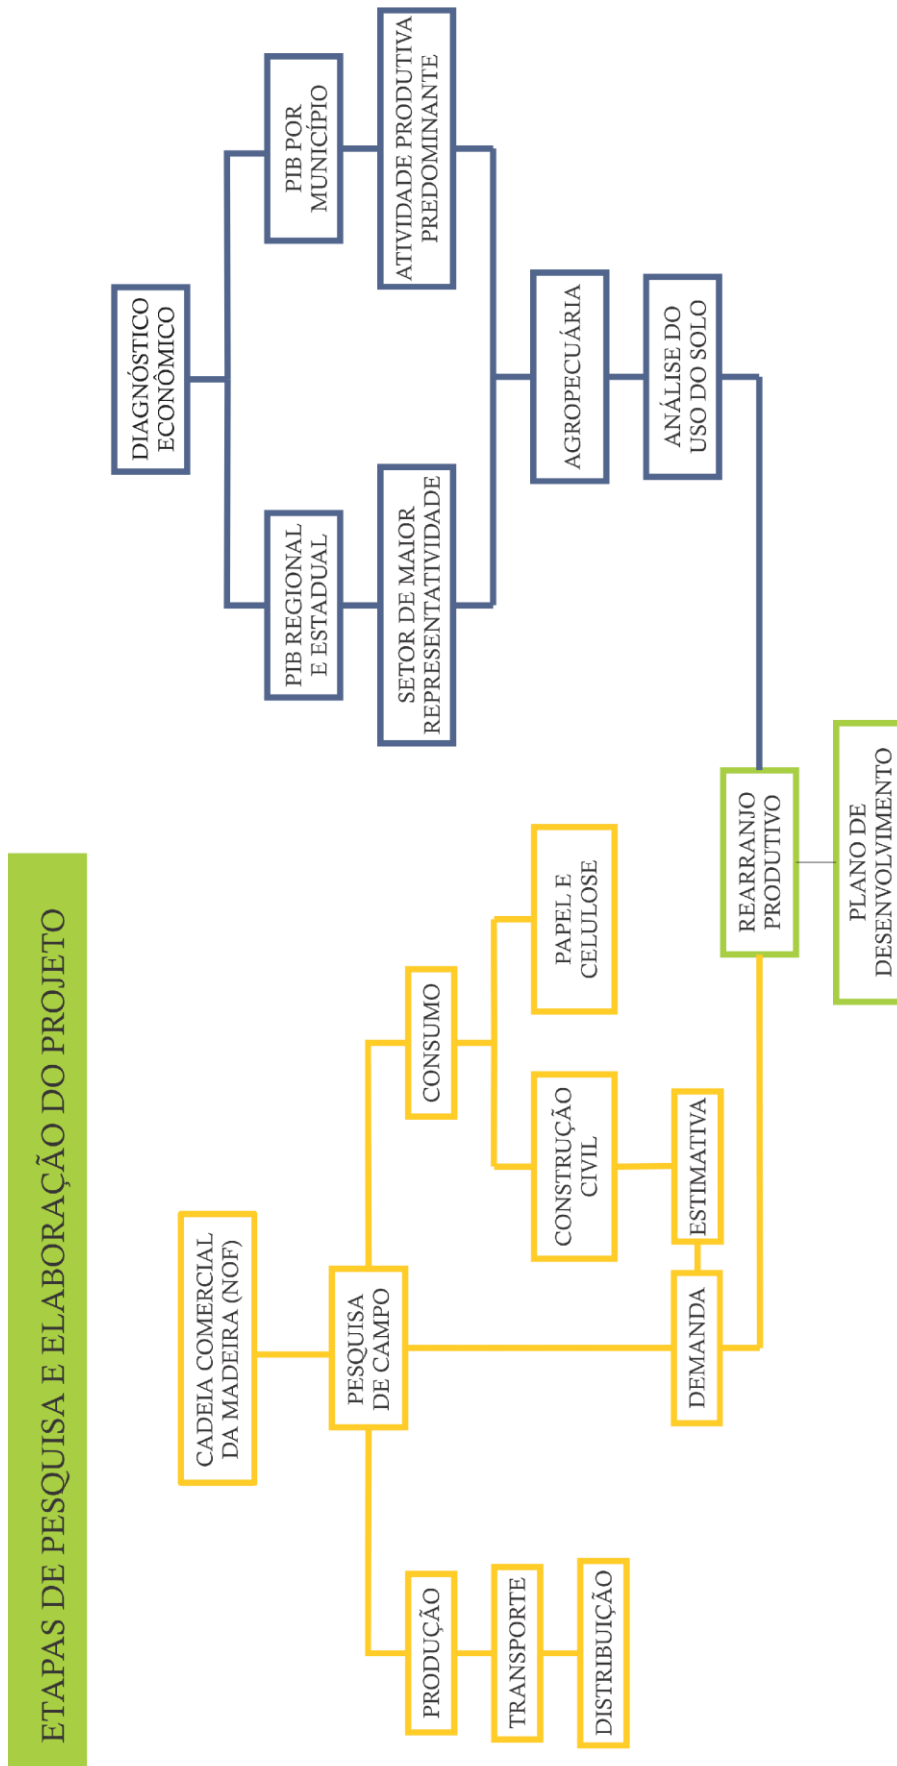 ETAPAS DE PESQUISA E ELABORAÇÃO DO PROJETO
CADEIA COMERCIAL
DA MADEIRA (NOF)
PESQUISA
DE CAMPO
PRODUÇÃO
TRANSPORTE
DISTRIBUIÇÃO
CONSUMO
CONSTRUÇÃO
CIVIL
PAPEL E
CELULOSE
DEMANDA
ESTIMATIVA
DIAGNÓSTICO
ECONÔMICO
PIB REGIONAL
E ESTADUAL
PIB POR
MUNICÍPIO
SETOR DE MAIOR
REPRESENTATIVIDADE
ATIVIDADE PRODUTIVA
PREDOMINANTE
AGROPECUÁRIA
ANÁLISE DO
USO DO SOLO
REARRANJO
PRODUTIVO
PLANO DE
DESENVOLVIMENTO